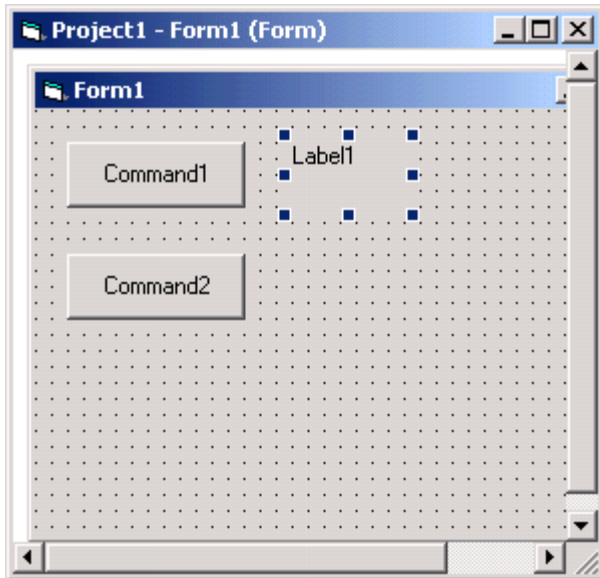 Project1 - Form1 (Form)
Form1
Command1
Label1
Command2